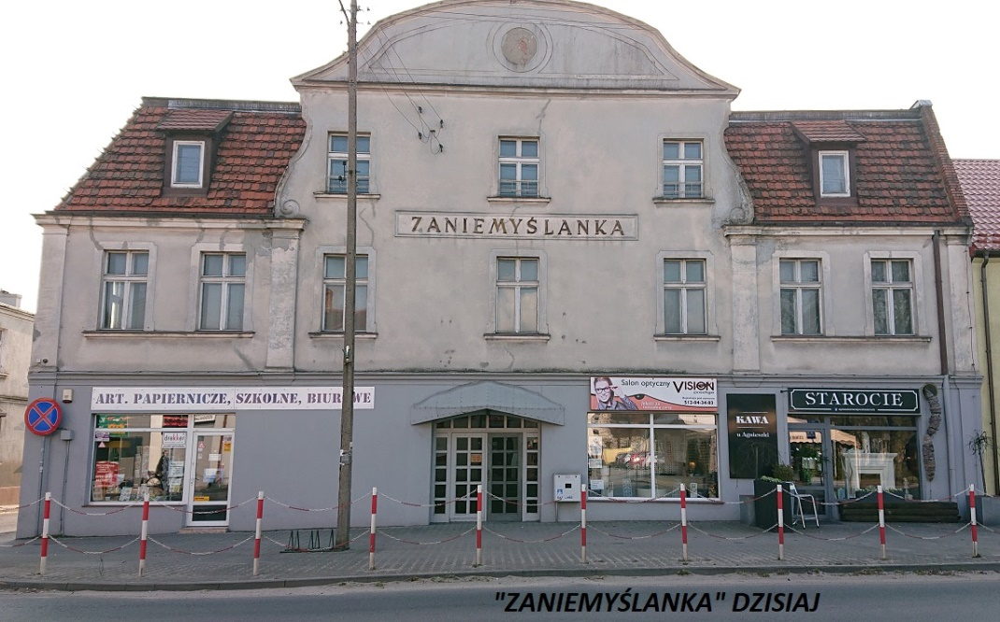 ZANIEMYŚLANKA
ART. PAPIERNICZE, SZKOLNE, BIUROWE
Salon optyczny VISION
STAROCIE
KAWA
u Agnieszki
"ZANIEMYŚLANKA" DZISIAJ